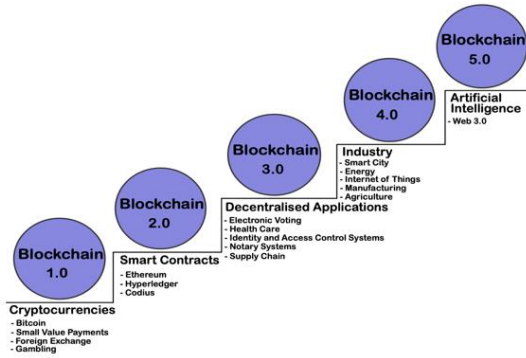 Blockchain
1.0
Cryptocurrencies
- Bitcoin
- Small Value Payments
- Foreign Exchange
- Gambling
Blockchain
2.0
Smart Contracts
- Ethereum
- Hyperledger
- Codius
Blockchain
3.0
Decentralised Applications
- Electronic Voting
- Health Care
- Identity and Access Control Systems
- Notary Systems
- Supply Chain
Blockchain
4.0
Industry
- Smart City
- Energy
- Internet of Things
- Manufacturing
- Agriculture
Blockchain
5.0
Artificial
Intelligence
- Web 3.0